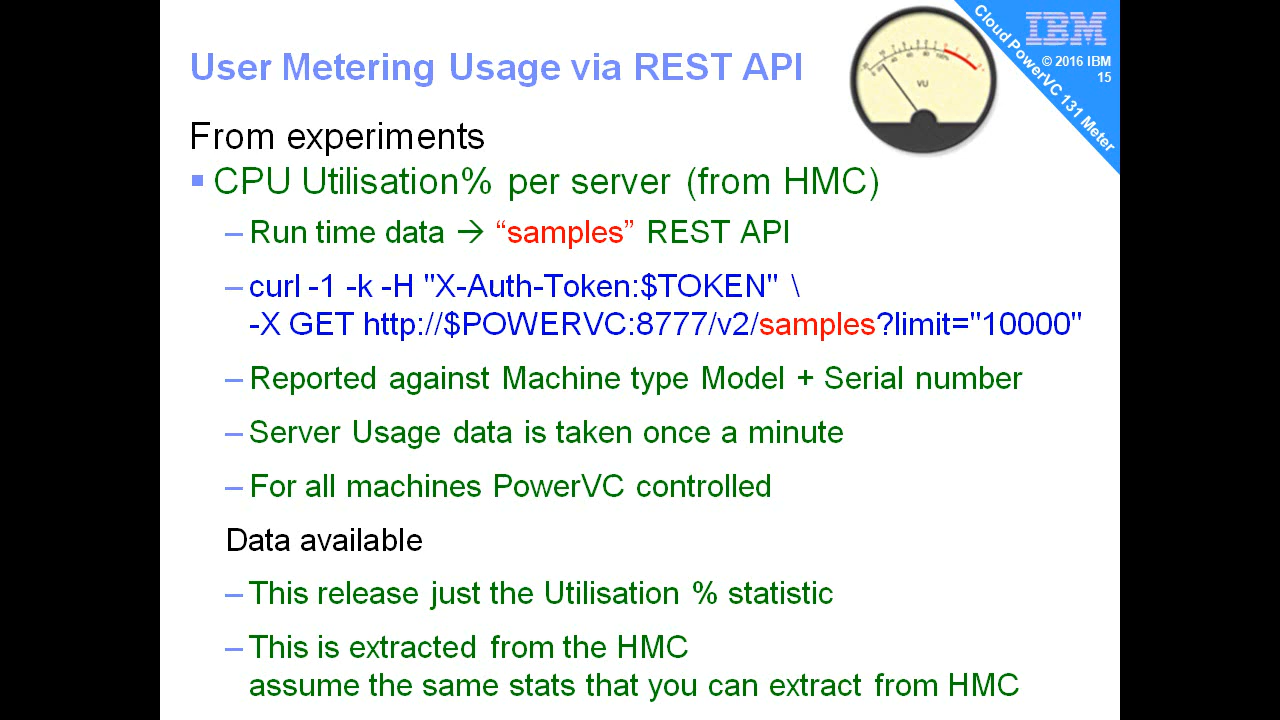 User Metering Usage via REST API
IBM
© 2016 IBM
15
Cloud PowerVC 131 Meter
VU
From experiments
▪ CPU Utilisation% per server (from HMC)
– Run time data → “samples” REST API
– curl -1 -k -H "X-Auth-Token:$TOKEN" \
-X GET http://$POWERVC:8777/v2/samples?limit="10000"
– Reported against Machine type Model + Serial number
– Server Usage data is taken once a minute
– For all machines PowerVC controlled
Data available
– This release just the Utilisation % statistic
– This is extracted from the HMC
assume the same stats that you can extract from HMC